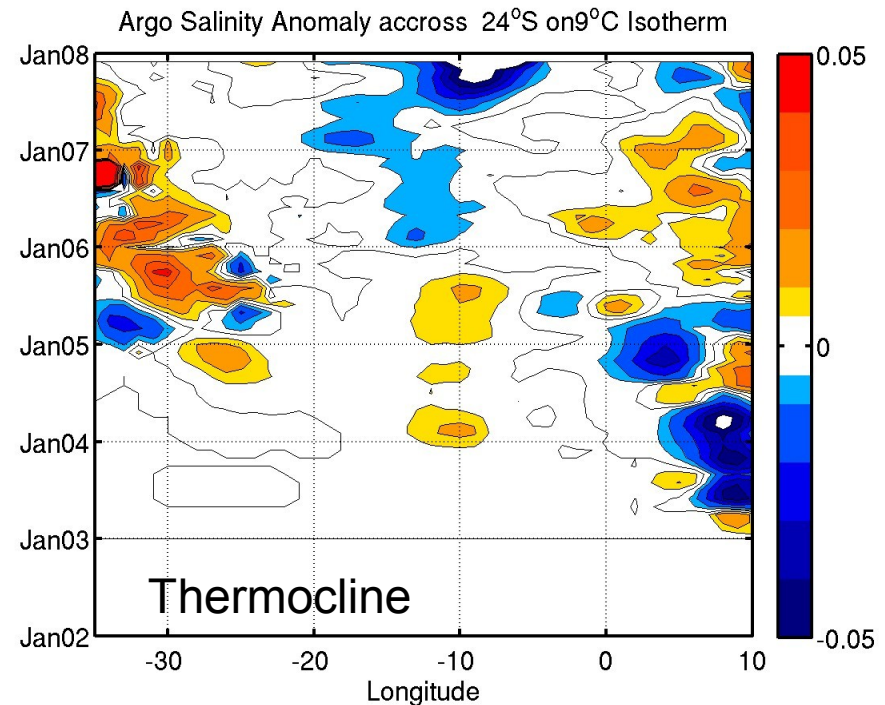 Argo Salinity Anomaly accross 24°S on9°C Isotherm
Jan08
Jan07
Jan06
Jan05
Jan04
Jan03
Jan02
0.05
0
-0.05
Thermocline
-30 -20 -10 0 10
Longitude